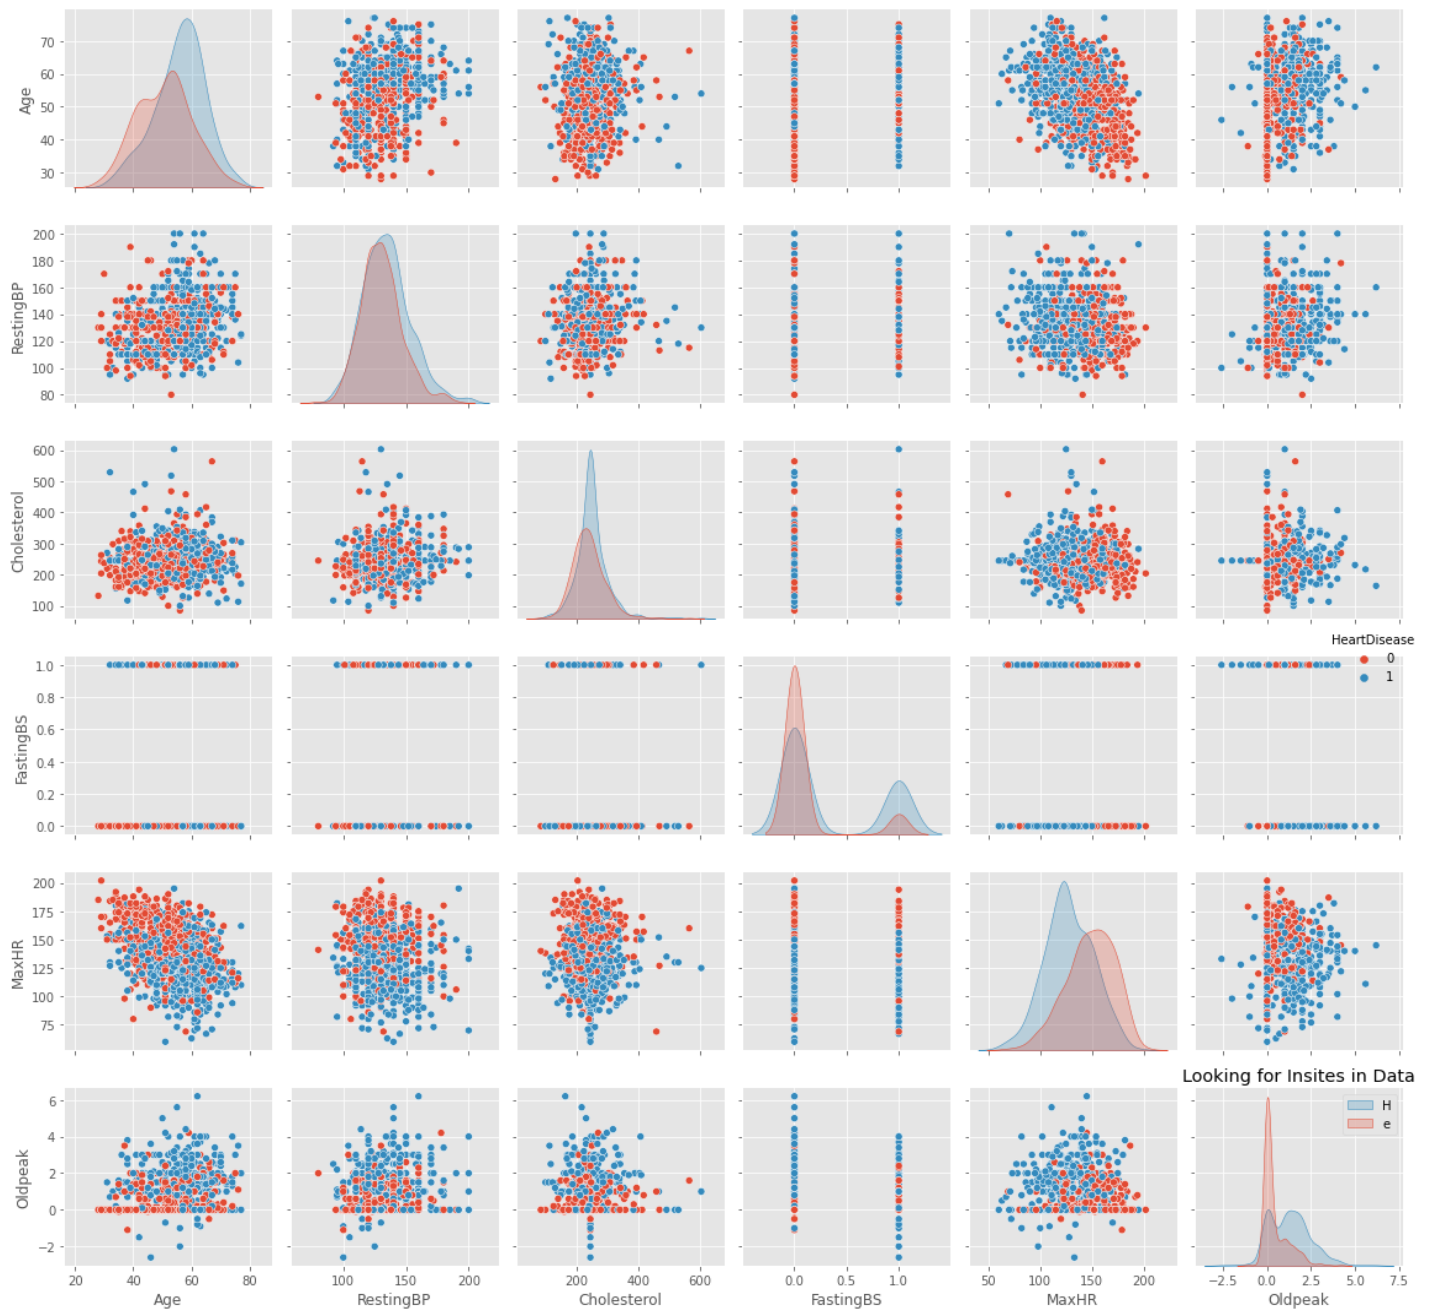 70
60
50
40
30
Age
200
180
160
140
120
100
80
RestingBP
600
500
400
300
200
100
Cholesterol
HeartDisease
0
1
1.0
0.8
0.6
0.4
0.2
0.0
FastingBS
200
175
150
125
100
75
MaxHR
Looking for Insites in Data
H
e
6
4
2
0
−2
Oldpeak
20 40 60 80
100 150 200
200 400 600
0.0 0.5 1.0
50 100 150 200
−2.5 0.0 2.5 5.0 7.5
Age
RestingBP
Cholesterol
FastingBS
MaxHR
Oldpeak